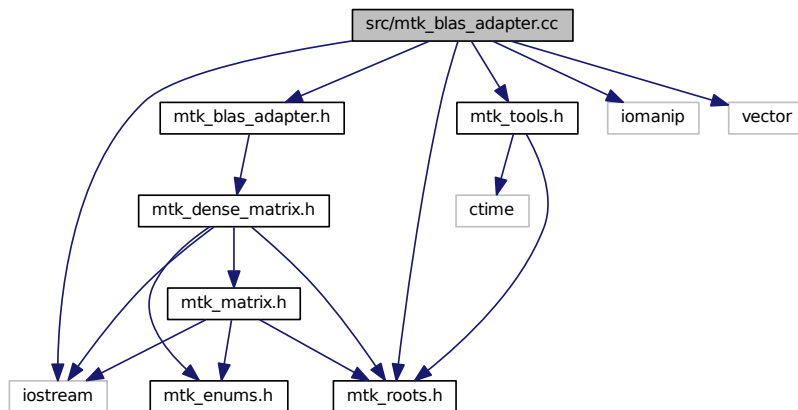 src/mtk_blas_adapter.cc
mtk_blas_adapter.h
mtk_tools.h
iomanip
vector
mtk_dense_matrix.h
ctime
mtk_matrix.h
iostream
mtk_enums.h
mtk_roots.h